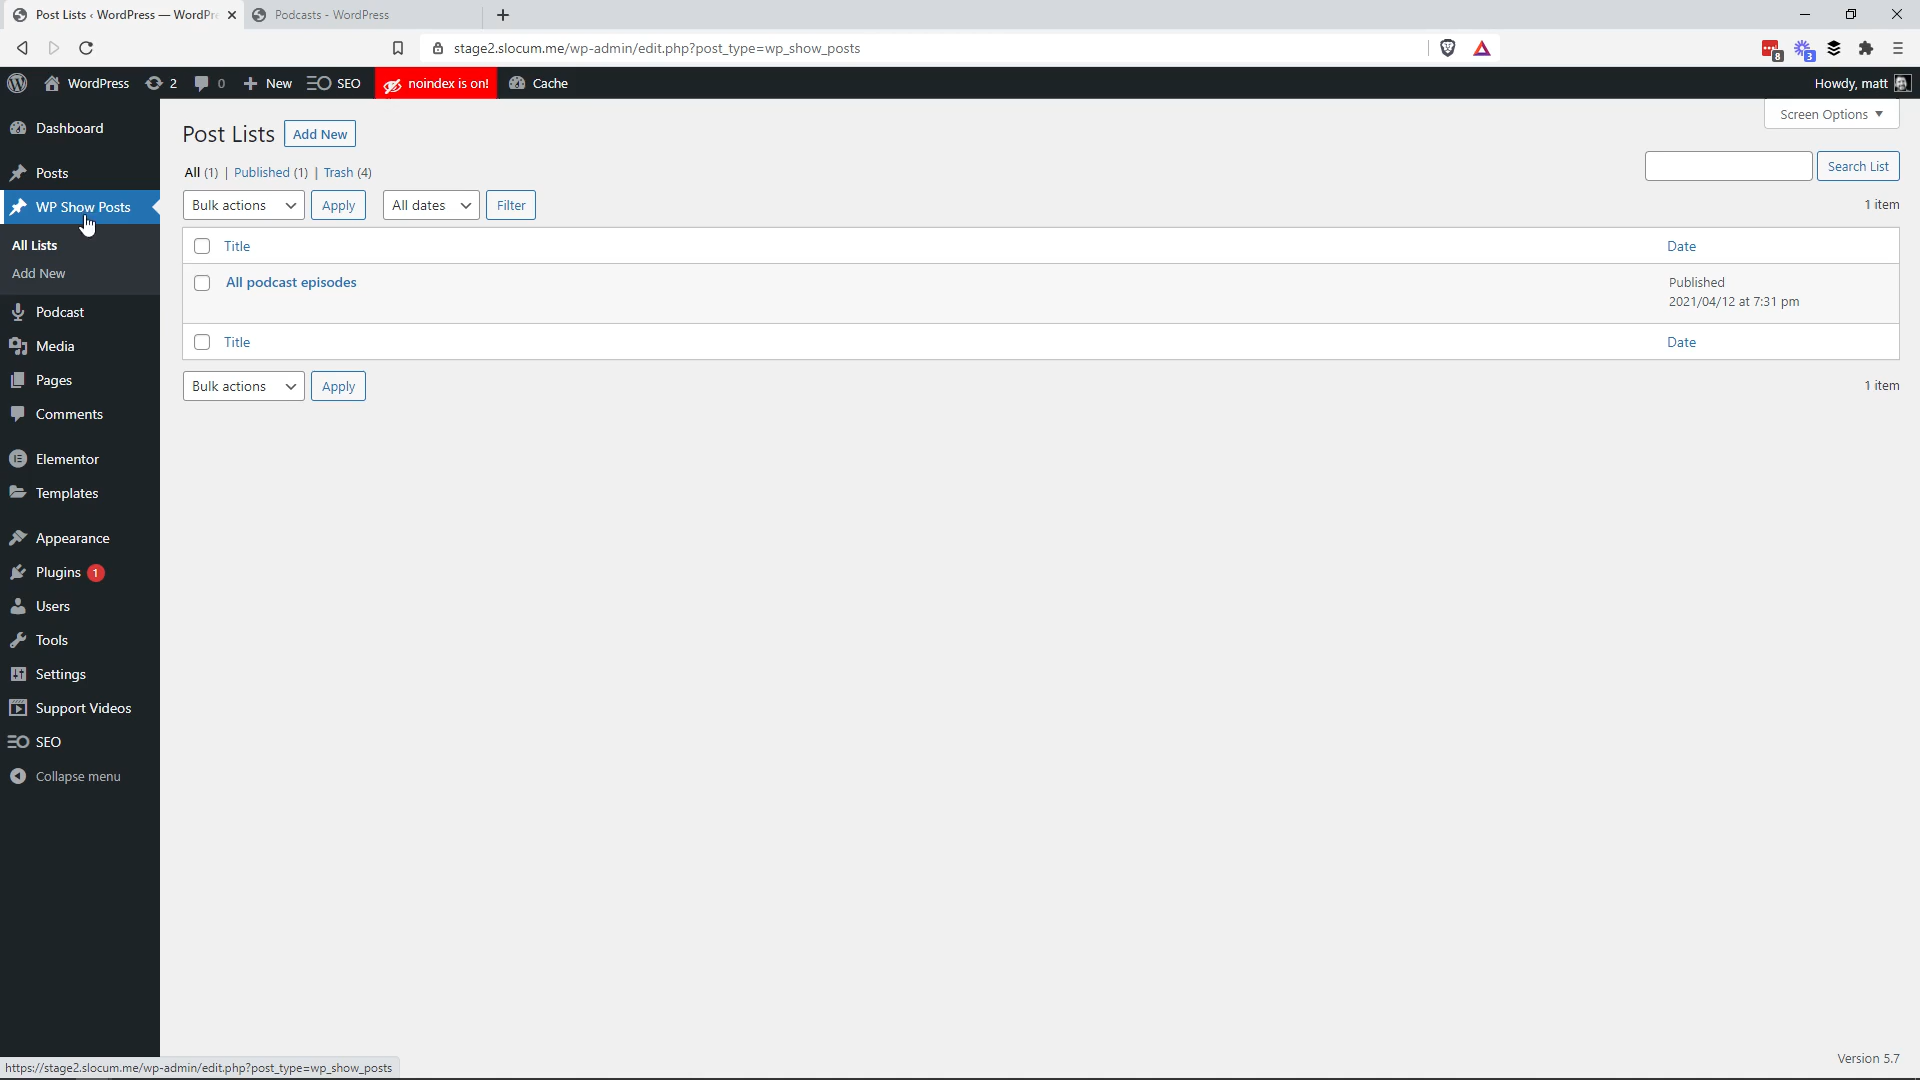 Post Lists ‹ WordPress — WordPr
Podcasts - WordPress
stage2.slocum.me/wp-admin/edit.php?post_type=wp_show_posts
8
3
WordPress 2 0 New SEO noindex is on! Cache
Howdy, matt
Screen Options
Dashboard
Posts
WP Show Posts
All Lists
Add New
Podcast
Media
Pages
Comments
Elementor
Templates
Appearance
Plugins 1
Users
Tools
Settings
Support Videos
SEO
Collapse menu
Post Lists Add New
All (1) | Published (1) | Trash (4)
Search List
Bulk actions Apply All dates Filter
1 item
Title Date
All podcast episodes
Published
2021/04/12 at 7:31 pm
Title Date
Bulk actions Apply
1 item
Version 5.7
https://stage2.slocum.me/wp-admin/edit.php?post_type=wp_show_posts